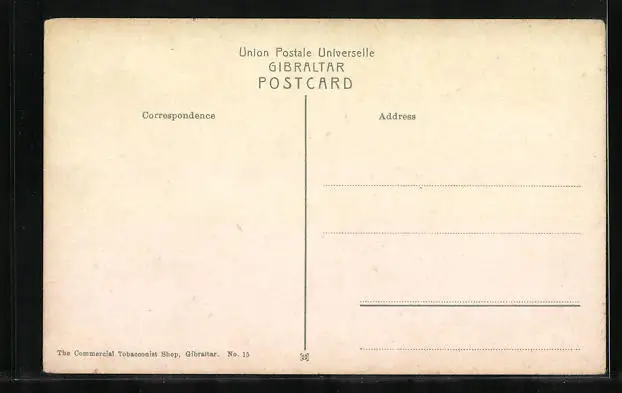 Union Postale Universelle
GIBRALTAR
POSTCARD
Correspondence
Address
The Commercial Tobacconist Shop, Gibraltar. No. 15